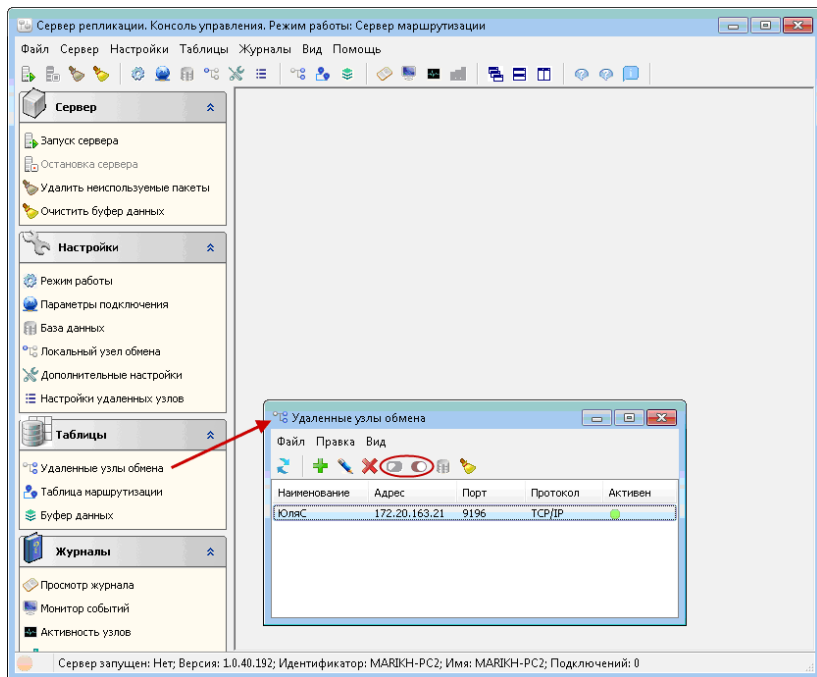 Сервер репликации. Консоль управления. Режим работы: Сервер маршрутизации
Файл Сервер Настройки Таблицы Журналы Вид Помощь
Сервер
Запуск сервера
Остановка сервера
Удалить неиспользуемые пакеты
Очистить буфер данных
Настройки
Режим работы
Параметры подключения
База данных
Локальный узел обмена
Дополнительные настройки
Настройки удаленных узлов
Таблицы
Удаленные узлы обмена
Таблица маршрутизации
Буфер данных
Журналы
Просмотр журнала
Монитор событий
Активность узлов
Удаленные узлы обмена
Файл Правка Вид
Наименование Адрес Порт Протокол Активен
ЮляС 172.20.163.21 9196 TCP/IP
Сервер запущен: Нет; Версия: 1.0.40.192; Идентификатор: MARIKH-PC2; Имя: MARIKH-PC2; Подключений: 0